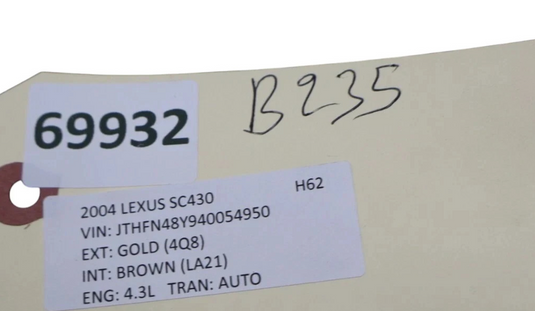 B235
69932
2004 LEXUS SC430 H62
VIN: JTHFN48Y940054950
EXT: GOLD (4Q8)
INT: BROWN (LA21)
ENG: 4.3L TRAN: AUTO